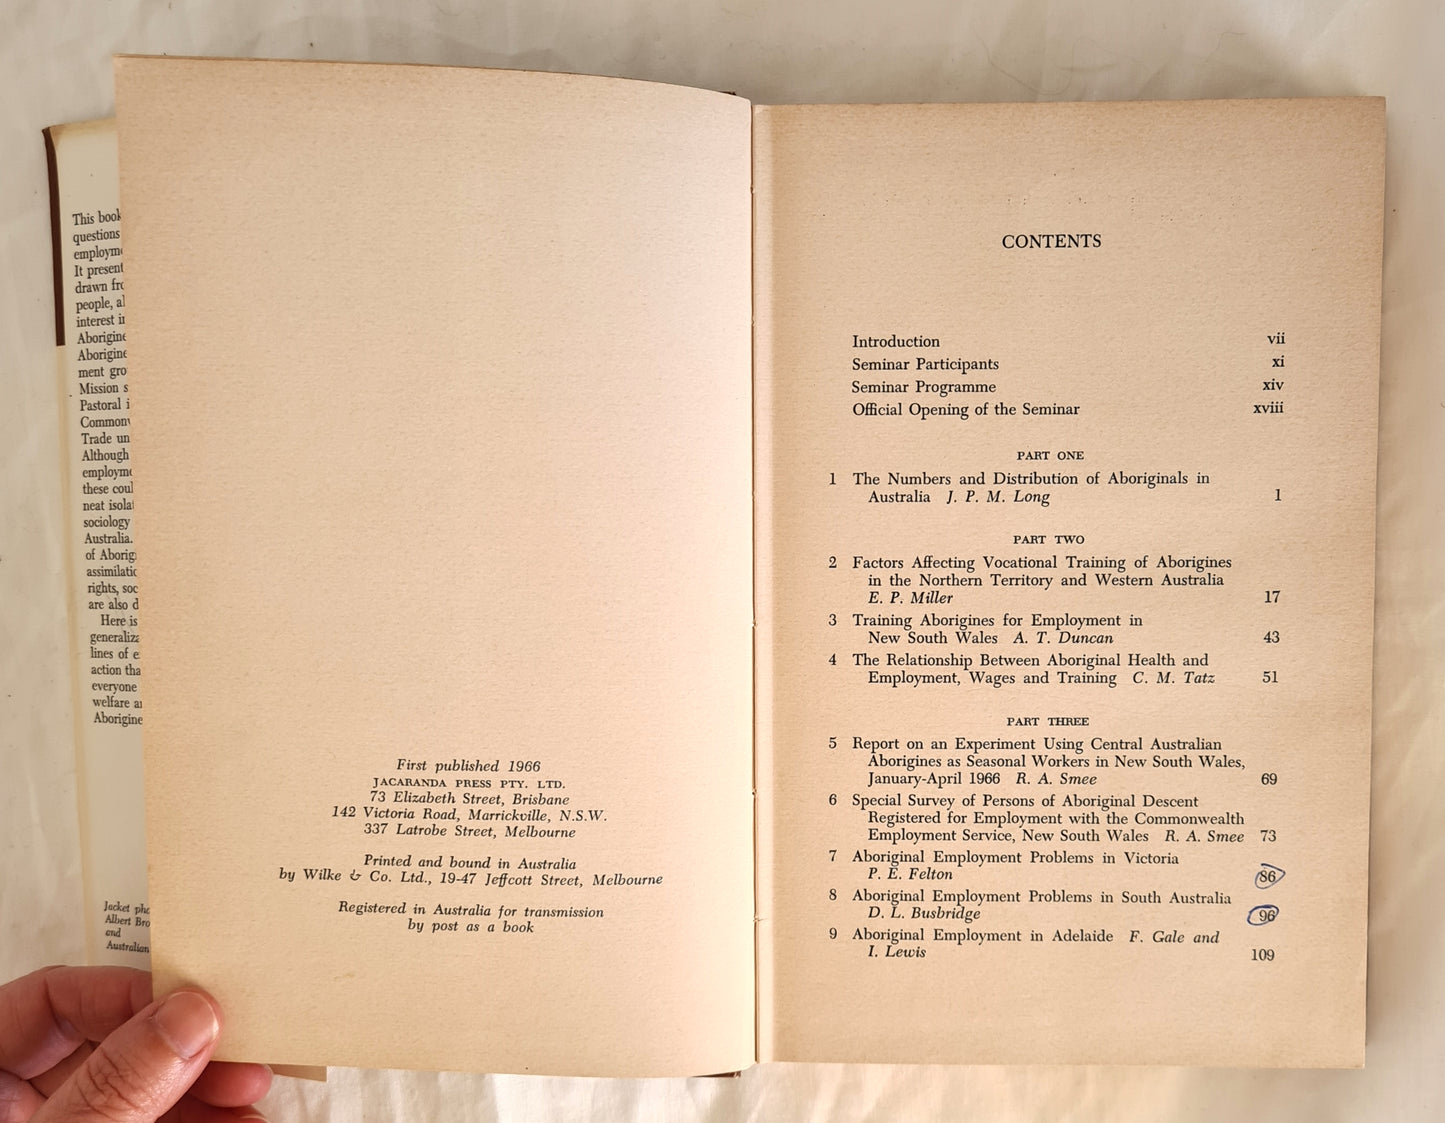 This book
questions
It present
people, al
Aborigine
Aborigine
ment gro
Mission s
Pastoral i
Trade un
Although
these coul
neat isolat
sociology
Australia.
of Aborig
rights, soc
are also d
Here is
lines of e
action tha
everyone
welfare
Aborigine
Jacket
Albert Bro
and
Australian
First published 1966
JACARANDA PRESS PTY. LTD.
73 Elizabeth Street, Brisbane
142 Victoria Road, Marrickville, N.S.W.
337 Latrobe Street, Melbourne
Printed and bound in Australia
by Wilke & Co. Ltd., 19-47 Jeffcott Street, Melbourne
Registered in Australia for transmission
by post as a book
CONTENTS
Introduction vii
Seminar Participants xi
Seminar Programme xiv
Official Opening of the Seminar xviii
PART ONE
1 The Numbers and Distribution of Aboriginals in
Australia J. P. M. Long 1
PART TWO
2 Factors Affecting Vocational Training of Aborigines
in the Northern Territory and Western Australia
E. P. Miller 17
3 Training Aborigines for Employment in
New South Wales A. T. Duncan 43
4 The Relationship Between Aboriginal Health and
Employment, Wages and Training C. M. Tatz 51
PART THREE
5 Report on an Experiment Using Central Australian
Aborigines as Seasonal Workers in New South Wales,
January-April 1966 R. A. Smee 69
6 Special Survey of Persons of Aboriginal Descent
Registered for Employment with the Commonwealth
Employment Service, New South Wales R. A. Smee 73
7 Aboriginal Employment Problems in Victoria
P. E. Felton 86
8 Aboriginal Employment Problems in South Australia
D. L. Busbridge 96
9 Aboriginal Employment in Adelaide F. Gale and
I. Lewis 109